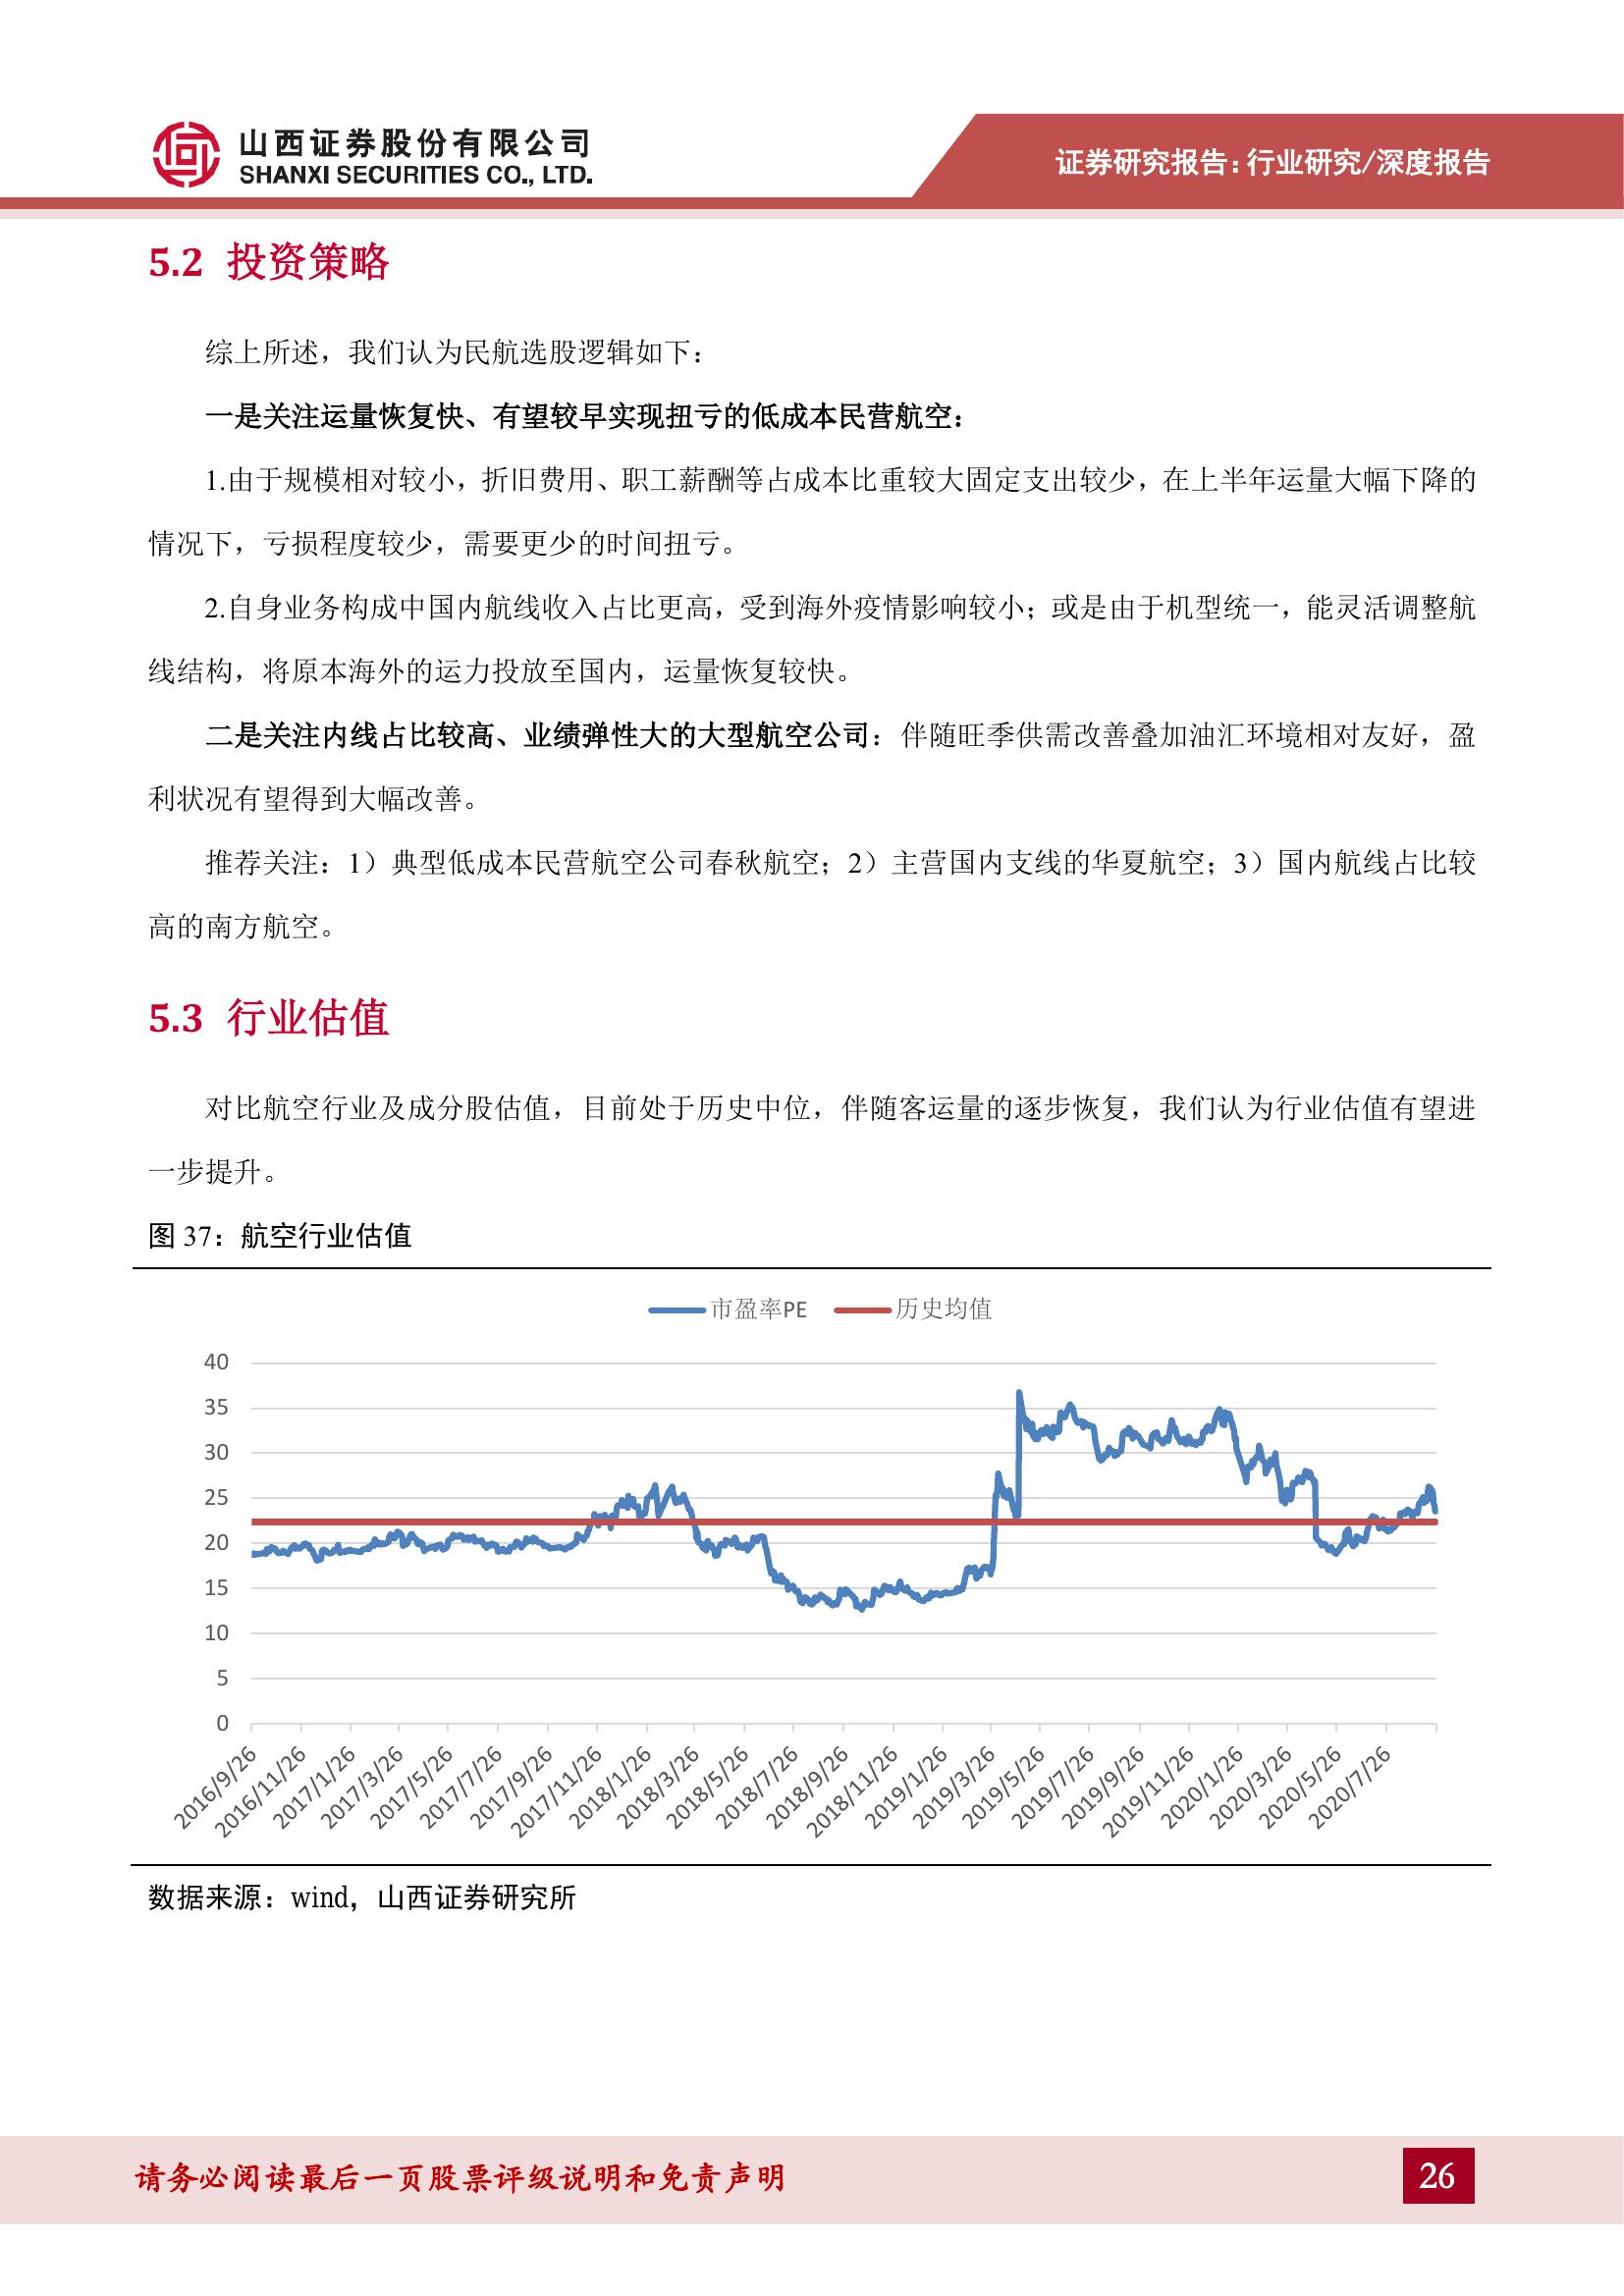 山西证券股份有限公司
SHANXI SECURITIES CO., LTD.
证券研究报告：行业研究/深度报告
5.2 投资策略
综上所述，我们认为民航选股逻辑如下：
一是关注运量恢复快、有望较早实现扭亏的低成本民营航空：
1.由于规模相对较小，折旧费用、职工薪酬等占成本比重较大固定支出较少，在上半年运量大幅下降的
情况下，亏损程度较少，需要更少的时间扭亏。
2.自身业务构成中国内航线收入占比更高，受到海外疫情影响较小；或是由于机型统一，能灵活调整航
线结构，将原本海外的运力投放至国内，运量恢复较快。
二是关注内线占比较高、业绩弹性大的大型航空公司：伴随旺季供需改善叠加油汇环境相对友好，盈
利状况有望得到大幅改善。
推荐关注：1）典型低成本民营航空公司春秋航空；2）主营国内支线的华夏航空；3）国内航线占比较
高的南方航空。
5.3 行业估值
对比航空行业及成分股估值，目前处于历史中位，伴随客运量的逐步恢复，我们认为行业估值有望进
一步提升。
图 37：航空行业估值
市盈率PE 历史均值
40
35
30
25
20
15
10
5
0
2016/9/26
2016/11/26
2017/1/26
2017/3/26
2017/5/26
2017/7/26
2017/9/26
2017/11/26
2018/1/26
2018/3/26
2018/5/26
2018/7/26
2018/9/26
2018/11/26
2019/1/26
2019/3/26
2019/5/26
2019/7/26
2019/9/26
2019/11/26
2020/1/26
2020/3/26
2020/5/26
2020/7/26
数据来源：wind，山西证券研究所
请务必阅读最后一页股票评级说明和免责声明
26